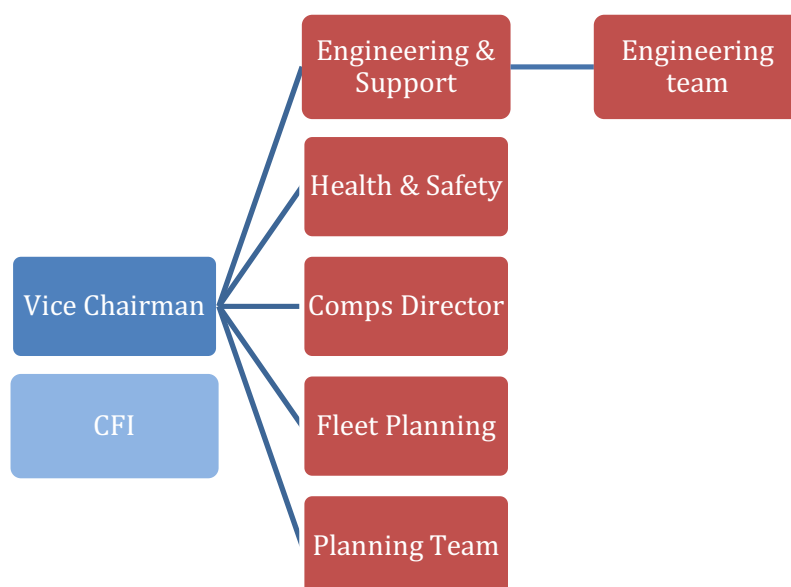 Engineering &
Support
Engineering
team
Health & Safety
Vice Chairman
Comps Director
CFI
Fleet Planning
Planning Team